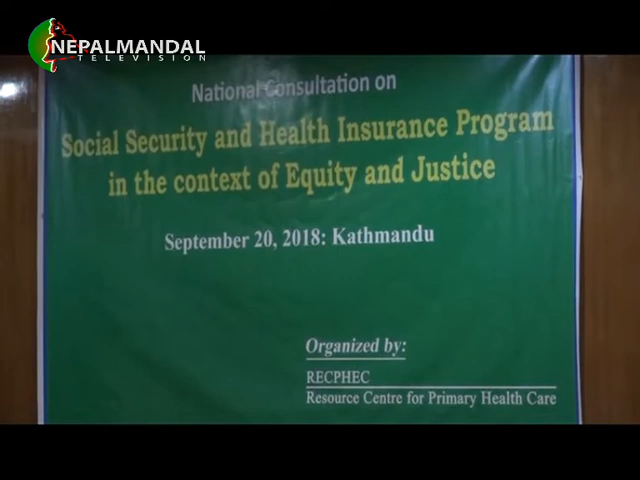 NEPALMANDAL
TELEVISION
National Consultation on
Social Security and Health Insurance Program
in the context of Equity and Justice
September 20, 2018: Kathmandu
Organized by:
RECPHEC
Resource Centre for Primary Health Care